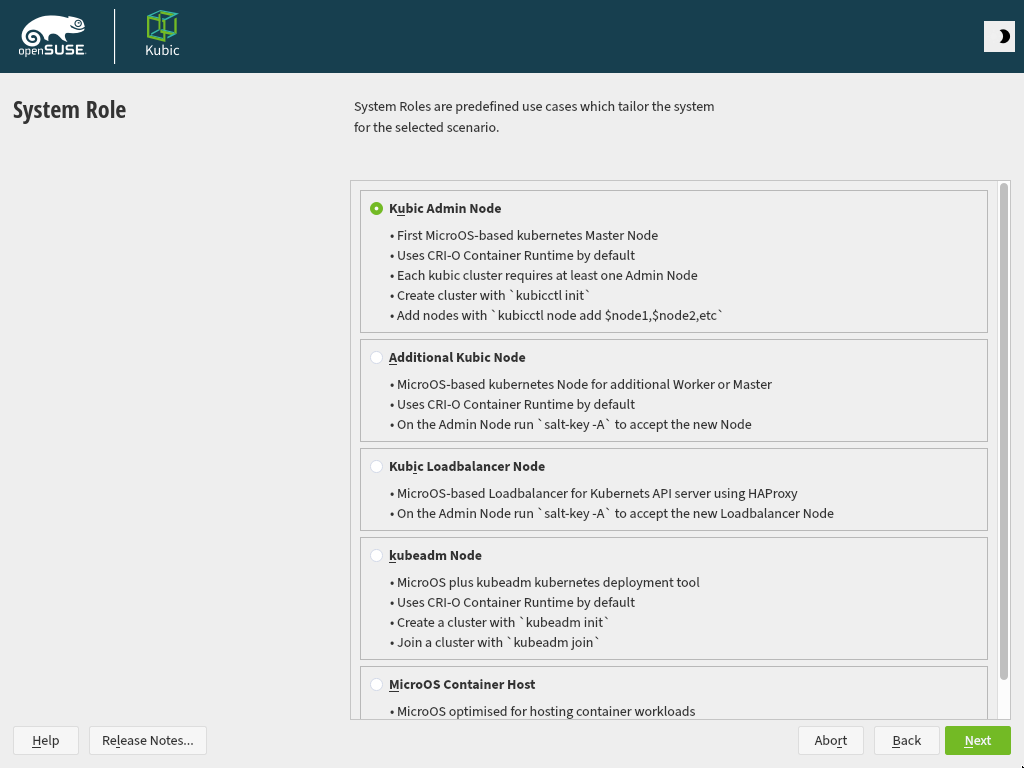 openSUSE
Kubic
System Role
System Roles are predefined use cases which tailor the system
for the selected scenario.
Kubic Admin Node
• First MicroOS-based kubernetes Master Node
• Uses CRI-O Container Runtime by default
• Each kubic cluster requires at least one Admin Node
• Create cluster with `kubicctl init`
• Add nodes with `kubicctl node add $node1,$node2,etc`
Additional Kubic Node
• MicroOS-based kubernetes Node for additional Worker or Master
• Uses CRI-O Container Runtime by default
• On the Admin Node run `salt-key -A` to accept the new Node
Kubic Loadbalancer Node
• MicroOS-based Loadbalancer for Kubernets API server using HAProxy
• On the Admin Node run `salt-key -A` to accept the new Loadbalancer Node
kubeadm Node
• MicroOS plus kubeadm kubernetes deployment tool
• Uses CRI-O Container Runtime by default
• Create a cluster with `kubeadm init`
• Join a cluster with `kubeadm join`
MicroOS Container Host
• MicroOS optimised for hosting container workloads
Help
Release Notes...
Abort
Back
Next